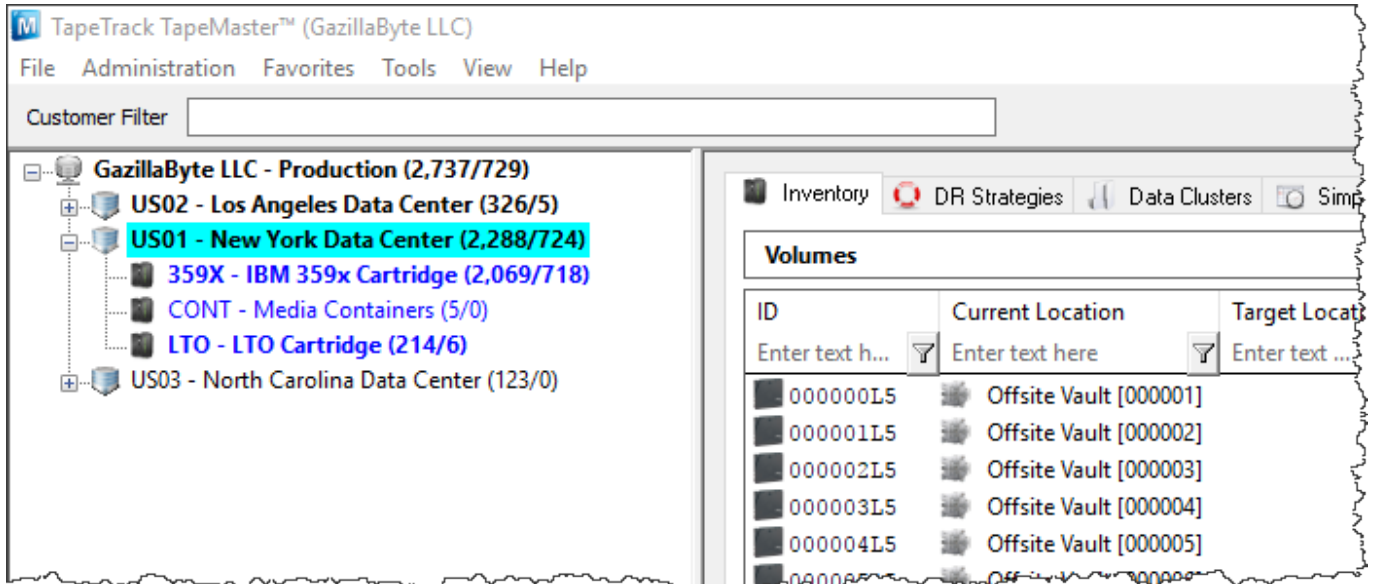 TapeTrack TapeMaster™ (GazillaByte LLC)
File Administration Favorites Tools View Help
Customer Filter
GazillaByte LLC - Production (2,737/729)
US02 - Los Angeles Data Center (326/5)
US01 - New York Data Center (2,288/724)
359X - IBM 359x Cartridge (2,069/718)
CONT - Media Containers (5/0)
LTO - LTO Cartridge (214/6)
US03 - North Carolina Data Center (123/0)
Inventory DR Strategies Data Clusters Simp
Volumes
ID Current Location Target Locat
Enter text h... Enter text here Enter text ...
000000L5 Offsite Vault [000001]
000001L5 Offsite Vault [000002]
000002L5 Offsite Vault [000003]
000003L5 Offsite Vault [000004]
000004L5 Offsite Vault [000005]